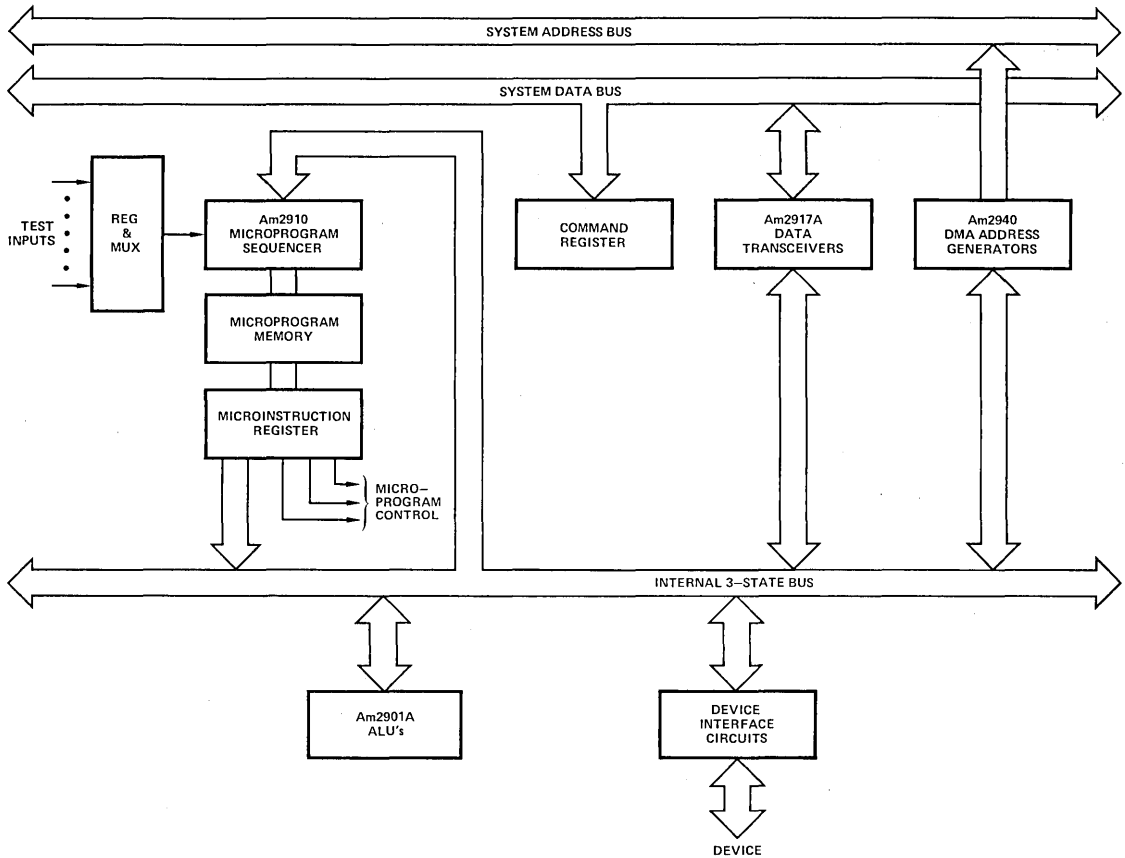 SYSTEM ADDRESS BUS
SYSTEM DATA BUS
TEST
INPUTS
REG
&
MUX
Am2910
MICROPROGRAM
SEQUENCER
COMMAND
REGISTER
Am2917A
DATA
TRANSCEIVERS
Am2940
DMA ADDRESS
GENERATORS
MICROPROGRAM
MEMORY
MICROINSTRUCTION
REGISTER
MICRO–
PROGRAM
CONTROL
INTERNAL 3–STATE BUS
Am2901A
ALU's
DEVICE
INTERFACE
CIRCUITS
DEVICE